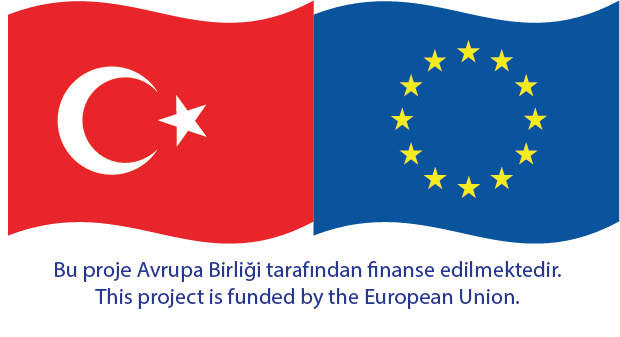 Bu proje Avrupa Birliği tarafından finanse edilmektedir.
This project is funded by the European Union.